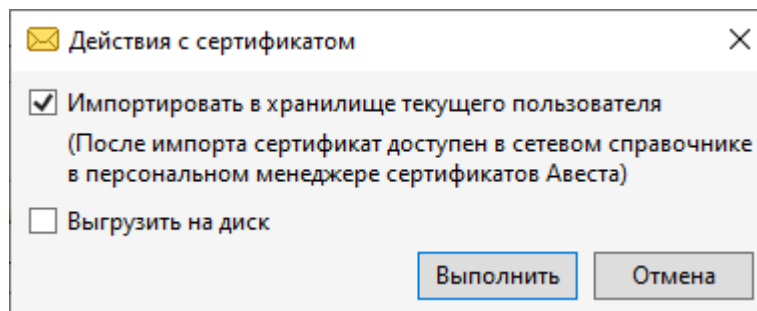 Действия с сертификатом
Импортировать в хранилище текущего пользователя
(После импорта сертификат доступен в сетевом справочнике
в персональном менеджере сертификатов Авеста)
Выгрузить на диск
Выполнить Отмена